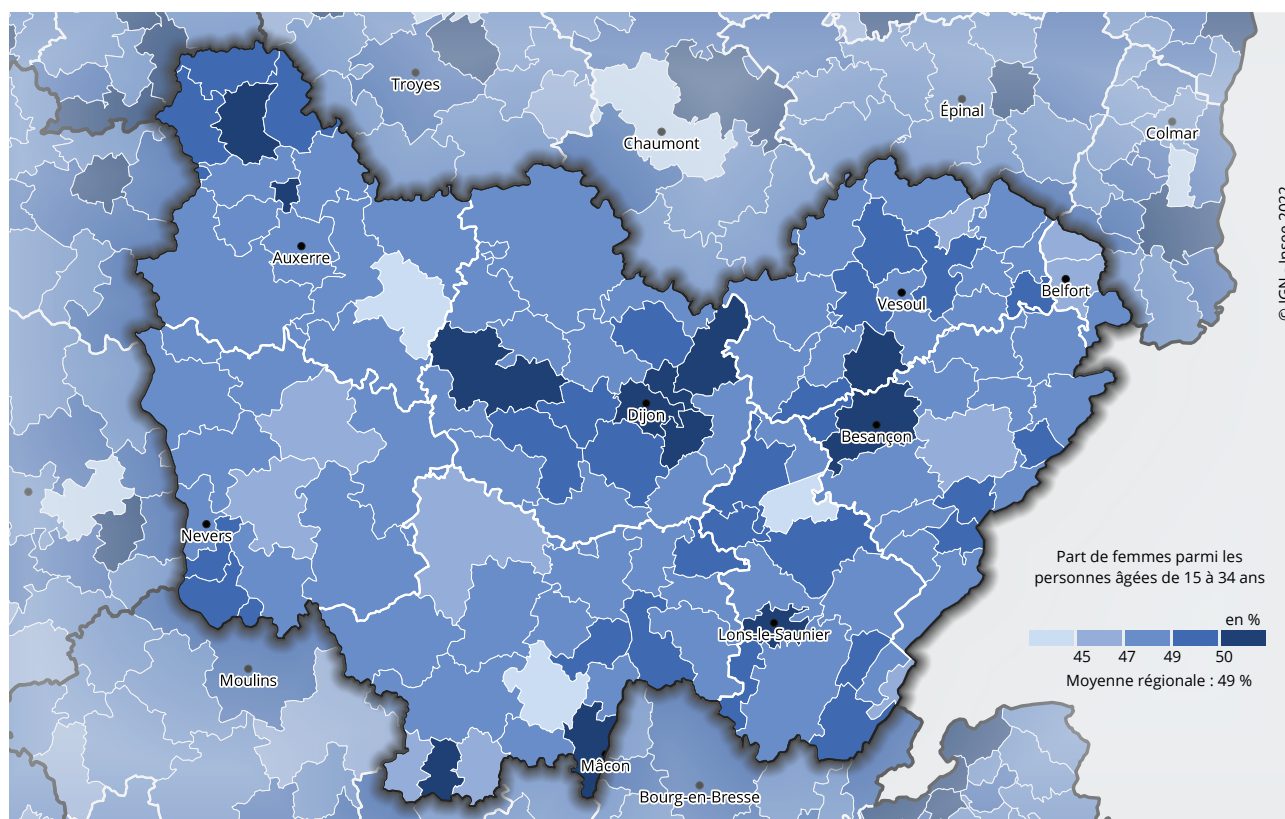 Troyes
Épinal
Chaumont
Colmar
© IGN - Insee 2022
Auxerre
Vesoul
Belfort
Dijon
Besançon
Nevers
Part de femmes parmi les
personnes âgées de 15 à 34 ans
en %
45 47 49 50
Moyenne régionale : 49 %
Lons-le-Saunier
Moulins
Mâcon
Bourg-en-Bresse